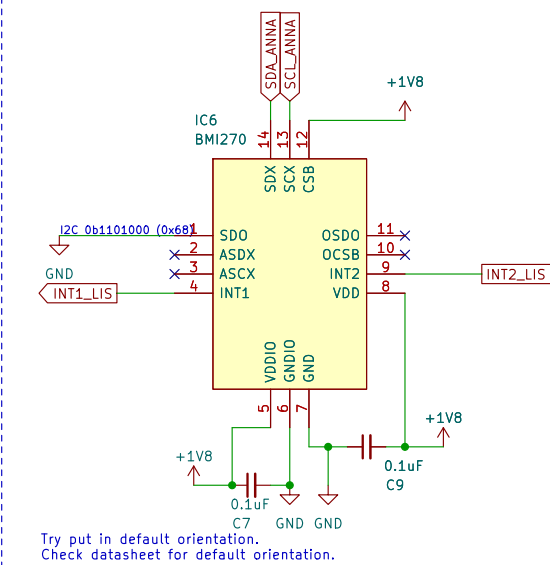 SDA_ANNA
SCL_ANNA
+1V8
IC6
BMI270
14
13
12
SDX
SCX
CSB
I2C 0b1101000 (0x68)
1
SDO
OSDO
11
2
ASDX
OCSB
10
GND
3
ASCX
INT2
9
INT2_LIS
INT1_LIS
4
INT1
VDD
8
VDDIO
GNDIO
GND
5
6
7
+1V8
+1V8
0.1uF
C9
0.1uF
C7
GND
GND
Try put in default orientation.
Check datasheet for default orientation.